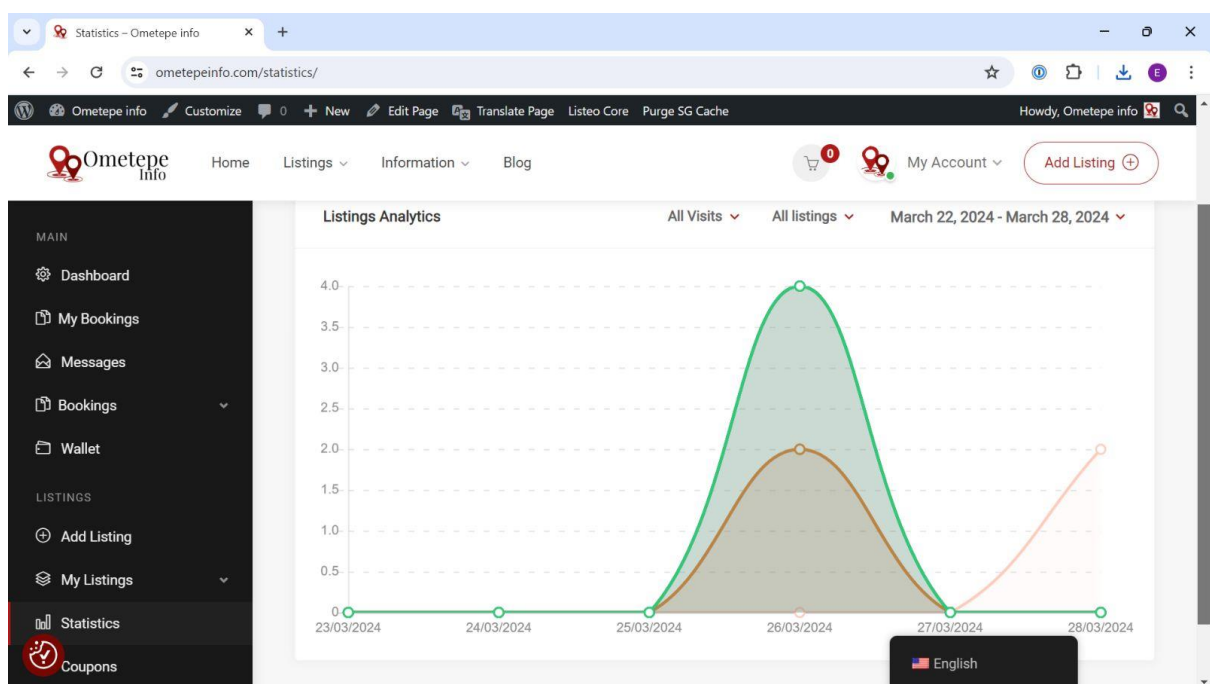 Statistics – Ometepe info
ometepeinfo.com/statistics/
E
Ometepe info Customize 0 New Edit Page Translate Page Listeo Core Purge SG Cache Howdy, Ometepe info
Ometepe Info Home Listings Information Blog 0 My Account Add Listing
MAIN
Dashboard
My Bookings
Messages
Bookings
Wallet
LISTINGS
Add Listing
My Listings
Statistics
Coupons
Listings Analytics All Visits All listings March 22, 2024 - March 28, 2024
4.0
3.5
3.0
2.5
2.0
1.5
1.0
0.5
0
23/03/2024 24/03/2024 25/03/2024 26/03/2024 27/03/2024 28/03/2024
English